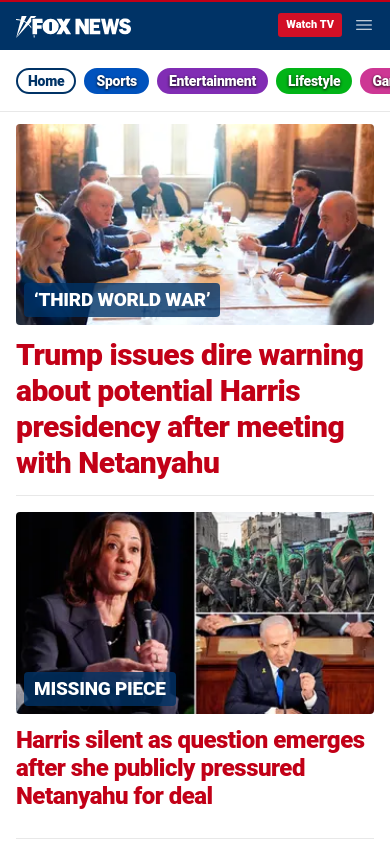 FOX NEWS
Watch TV
Home
Sports
Entertainment
Lifestyle
Ga
‘THIRD WORLD WAR’
Trump issues dire warning
about potential Harris
presidency after meeting
with Netanyahu
MISSING PIECE
Harris silent as question emerges
after she publicly pressured
Netanyahu for deal